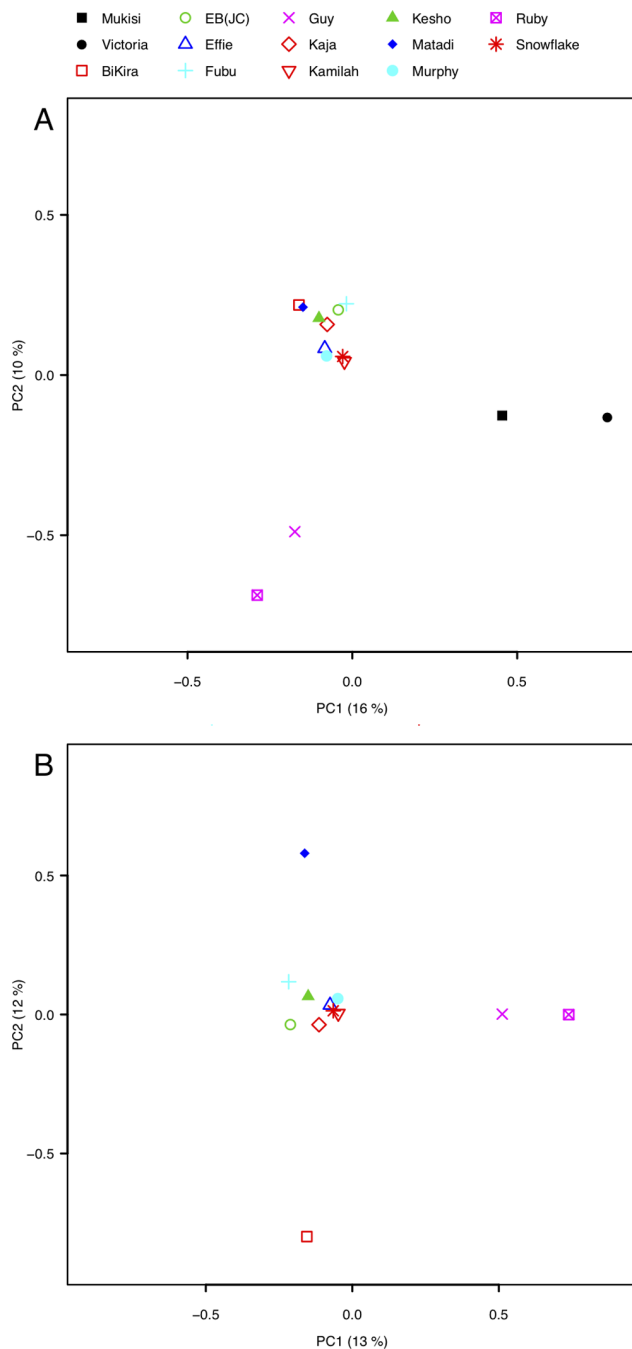 Mukisi EB(JC) Guy Kesho Ruby
Victoria Effie Kaja Matadi Snowflake
BiKira Fubu Kamilah Murphy
A
0.5
0.0
−0.5
PC2 (10 %)
−0.5 0.0 0.5
PC1 (16 %)
B
0.5
0.0
−0.5
PC2 (12 %)
−0.5 0.0 0.5
PC1 (13 %)